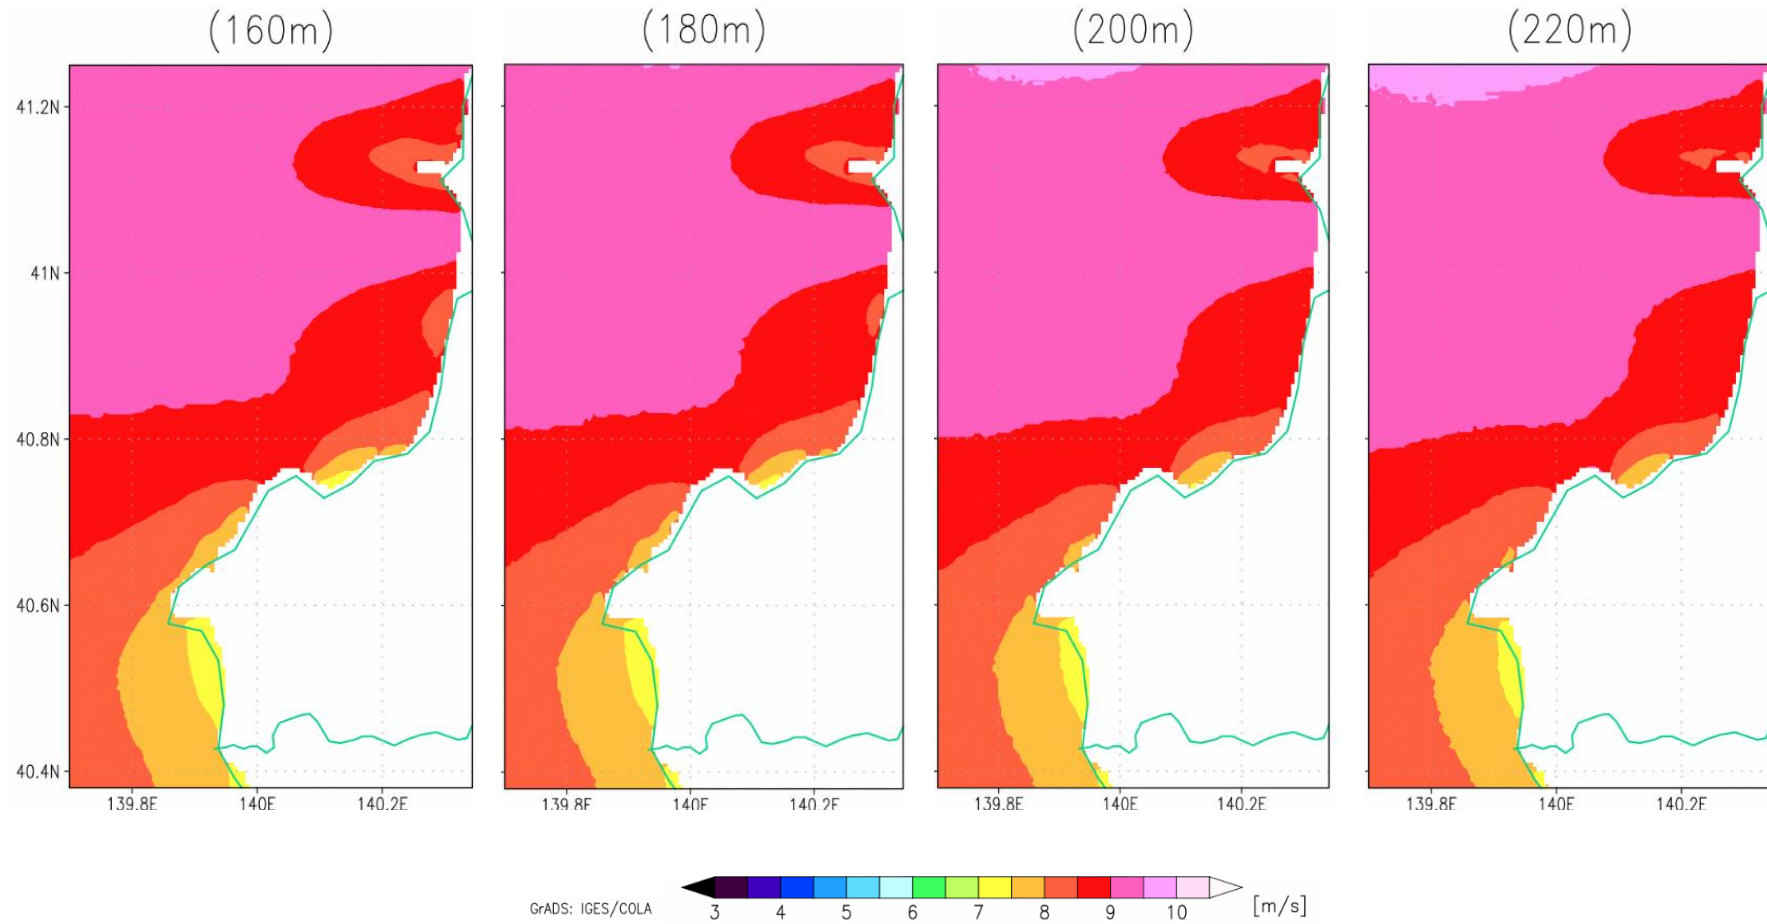 (160m) (180m) (200m) (220m)
41.2N
41N
40.8N
40.6N
40.4N
139.8E 140E 140.2E 139.8E 140E 140.2E 139.8E 140E 140.2E 139.8E 140E 140.2E
GrADS: IGES/COLA 3 4 5 6 7 8 9 10 [m/s]